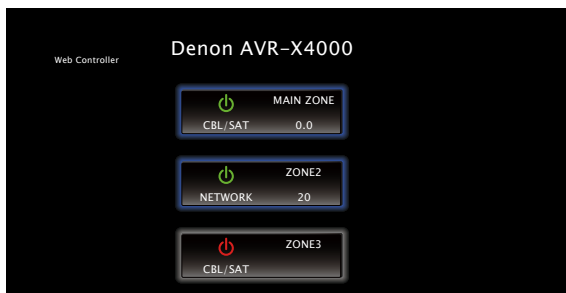 Denon AVR-X4000
Web Controller
MAIN ZONE
CBL/SAT 0.0
ZONE2
NETWORK 20
ZONE3
CBL/SAT